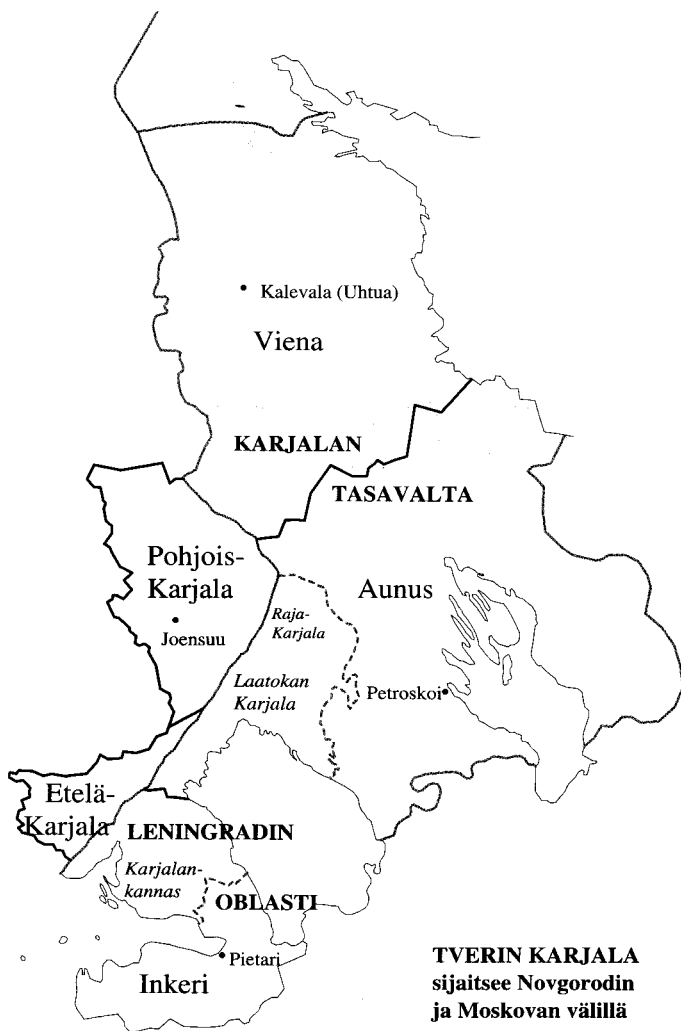 Kalevala (Uhtua)
Viena
KARJALAN
TASAVALTA
Pohjois-
Karjala
Joensuu
Aunus
Raja-
Karjala
Laatokan
Karjala
Petroskoi
Etelä-
Karjala
LENINGRADIN
Karjalan-
kannas
OBLASTI
Pietari
Inkeri
TVERIN KARJALA
sijaitsee Novgorodin
ja Moskovan välillä